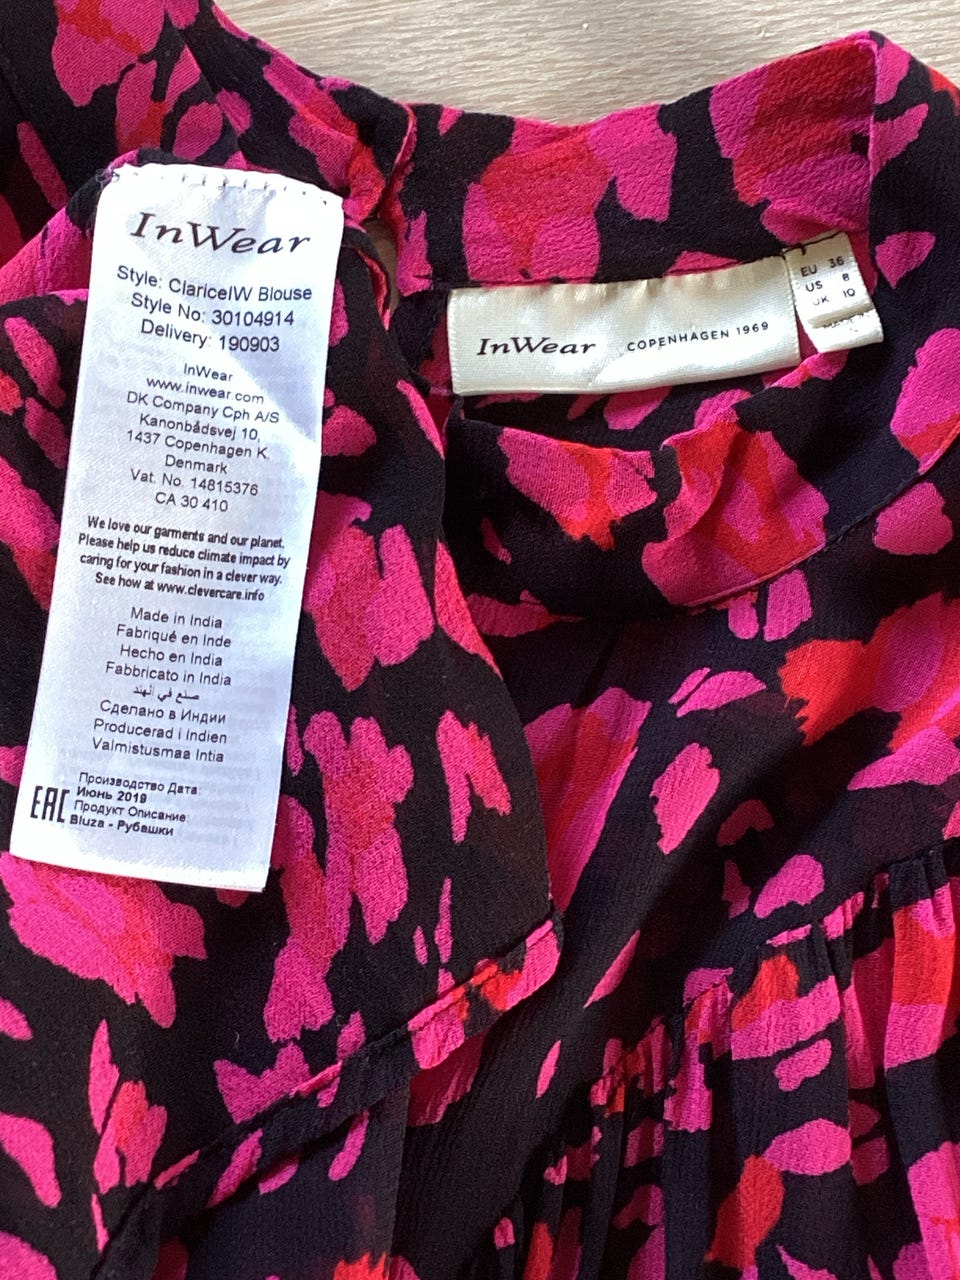 InWear
Style: ClaricelW Blouse
Style No: 30104914
Delivery: 190903
InWear
www.inwear.com
DK Company Cph A/S
Kanonbådsvej 10,
1437 Copenhagen K.
Denmark
Vat. No. 14815376
CA 30 410
We love our garments and our planet.
Please help us reduce climate impact by
caring for your fashion in a clever way.
See how at www.clevercare.info
Made in India
Fabriqué en Inde
Hecho en India
Fabbricato in India
صنع في الهند
Сделано в Индии
Producerad i Indien
Valmistusmaa Intia
Производство Дата:
Июнь 2019
Продукт Описание:
Bluza - Рубашки
EAC
InWear COPENHAGEN 1969
EU 36
US 8
UK 10
MADE IN